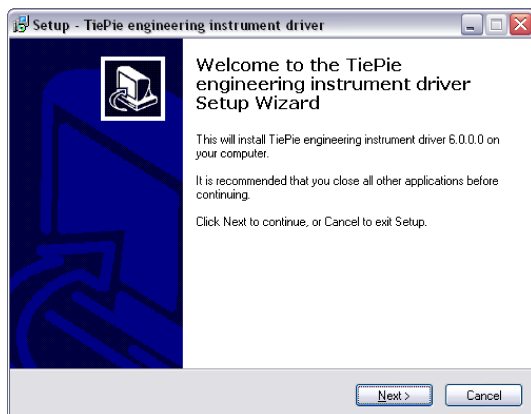 Setup - TiePie engineering instrument driver
Welcome to the TiePie
engineering instrument driver
Setup Wizard
This will install TiePie engineering instrument driver 6.0.0.0 on
your computer.
It is recommended that you close all other applications before
continuing.
Click Next to continue, or Cancel to exit Setup.
Next >
Cancel